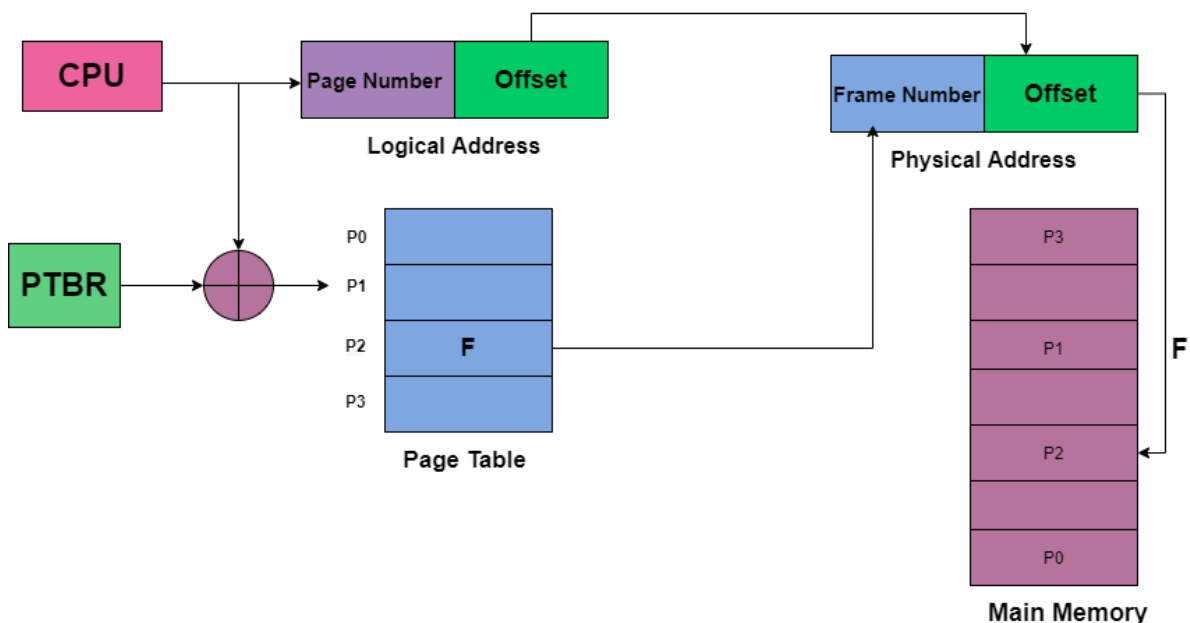 CPU
Page Number
Offset
Logical Address
Frame Number
Offset
Physical Address
PTBR
P0
P1
P2
P3
F
Page Table
P3
P1
P2
P0
F
Main Memory